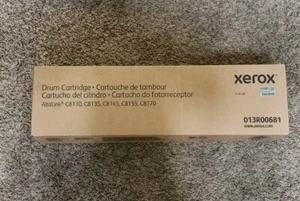 Drum Cartridge • Cartouche de tambour
Cartucho del cilindro • Cartucho do fotorreceptor
AltaLink® C8130, C8135, C8145, C8155, C8170
xerox™
013R00681
www.xerox.com